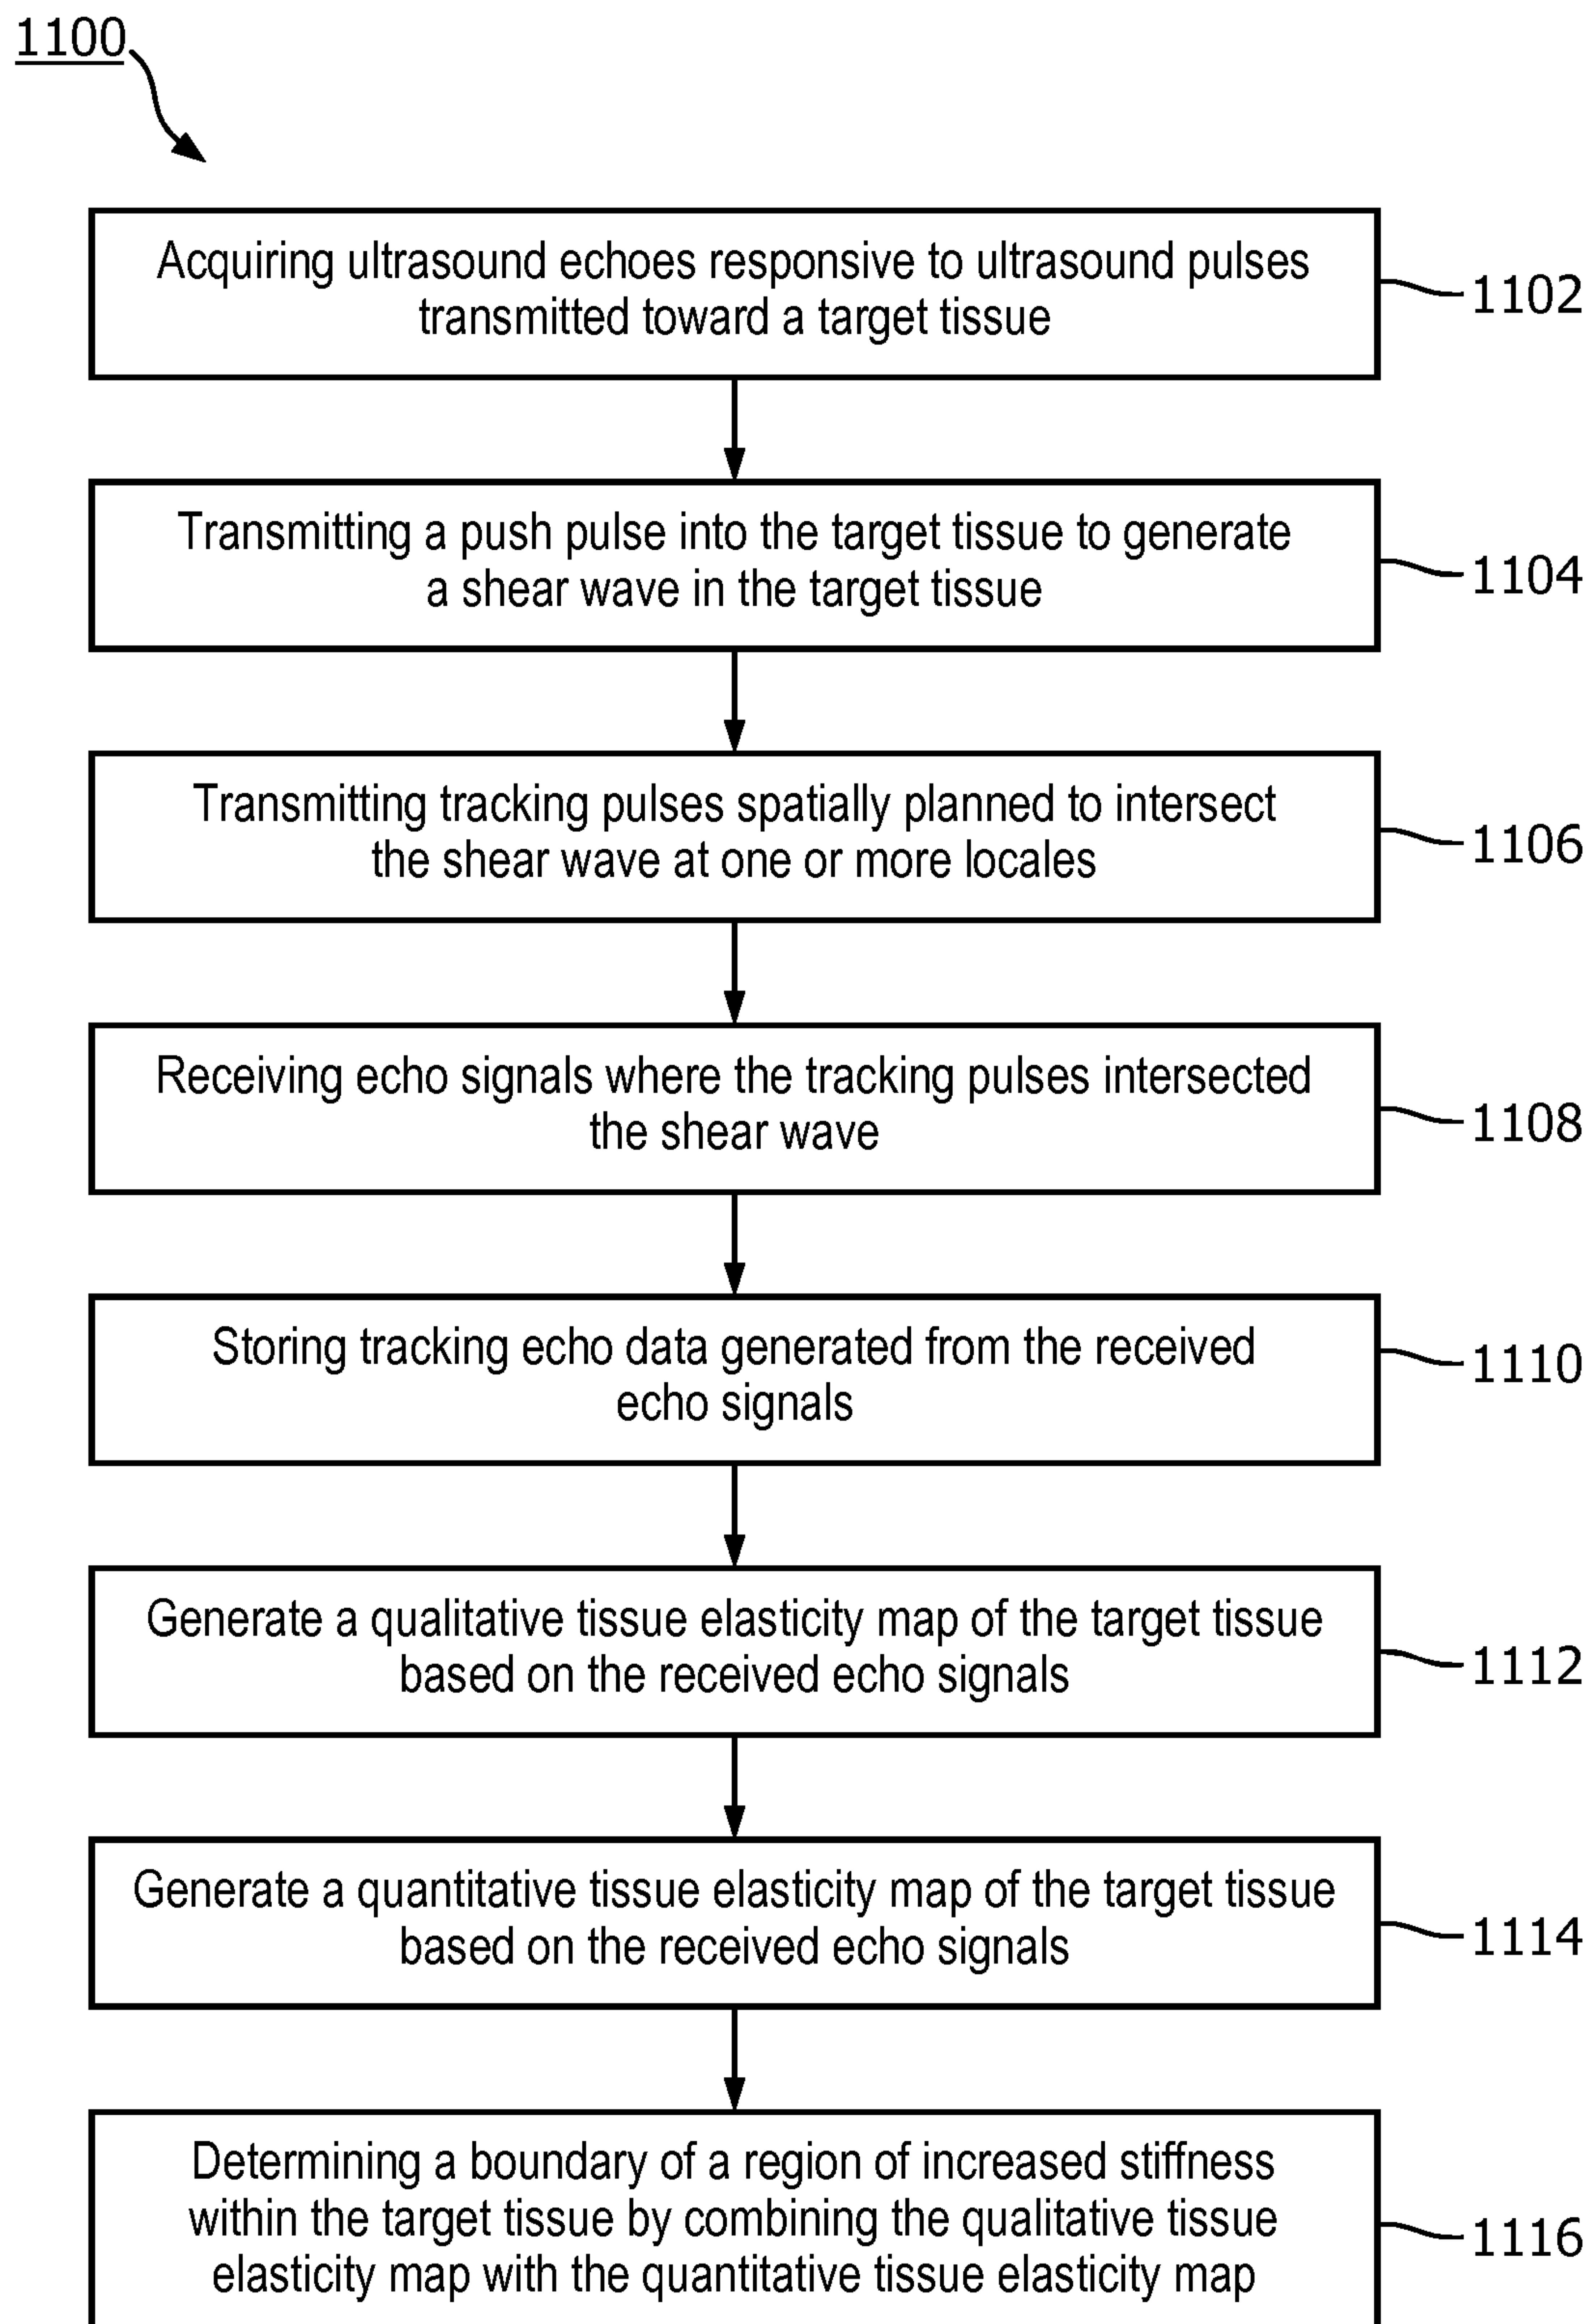 1100
Acquiring ultrasound echoes responsive to ultrasound pulses
transmitted toward a target tissue
1102
Transmitting a push pulse into the target tissue to generate
a shear wave in the target tissue
1104
Transmitting tracking pulses spatially planned to intersect
the shear wave at one or more locales
1106
Receiving echo signals where the tracking pulses intersected
the shear wave
1108
Storing tracking echo data generated from the received
echo signals
1110
Generate a qualitative tissue elasticity map of the target tissue
based on the received echo signals
1112
Generate a quantitative tissue elasticity map of the target tissue
based on the received echo signals
1114
Determining a boundary of a region of increased stiffness
within the target tissue by combining the qualitative tissue
elasticity map with the quantitative tissue elasticity map
1116